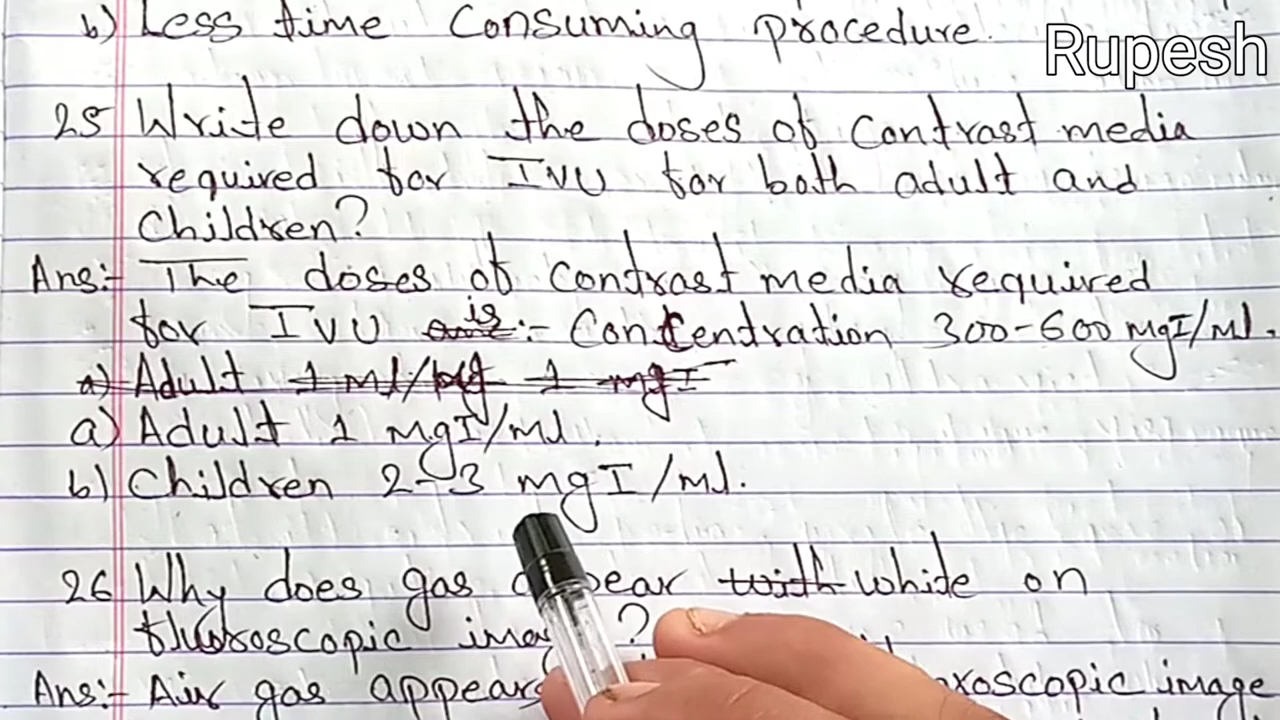 b) Less time consuming procedure.
Rupesh
25 Write down the doses of contrast media
required for IVU for both adult and
Children?
Ans:- The doses of contrast media required
for IVU is:- Concentration 300-600 mgI/ml.
a) Adult 1 ml/kg 1 mgI
a) Adult 1 mgI/ml.
b) Children 2-3 mgI/ml.
26 Why does gas appear with white on
fluoroscopic image?
Ans:- Air gas appears image